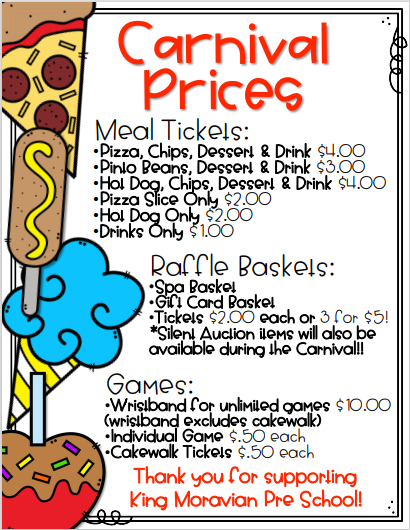 Carnival
Prices
Meal Tickets:
•Pizza, Chips, Dessert & Drink $4.00
•Pinto Beans, Dessert & Drink $3.00
•Hot Dog, Chips, Dessert & Drink $4.00
•Pizza Slice Only $2.00
•Hot Dog Only $2.00
•Drinks Only $1.00
Raffle Baskets:
•Spa Basket
•Gift Card Basket
•Tickets $2.00 each or 3 for $5!
*Silent Auction items will also be
available during the Carnival!!
Games:
•Wristband for unlimited games $10.00
(wristband excludes cakewalk)
•Individual Game $.50 each
•Cakewalk Tickets $.50 each
Thank you for supporting
King Moravian Pre School!